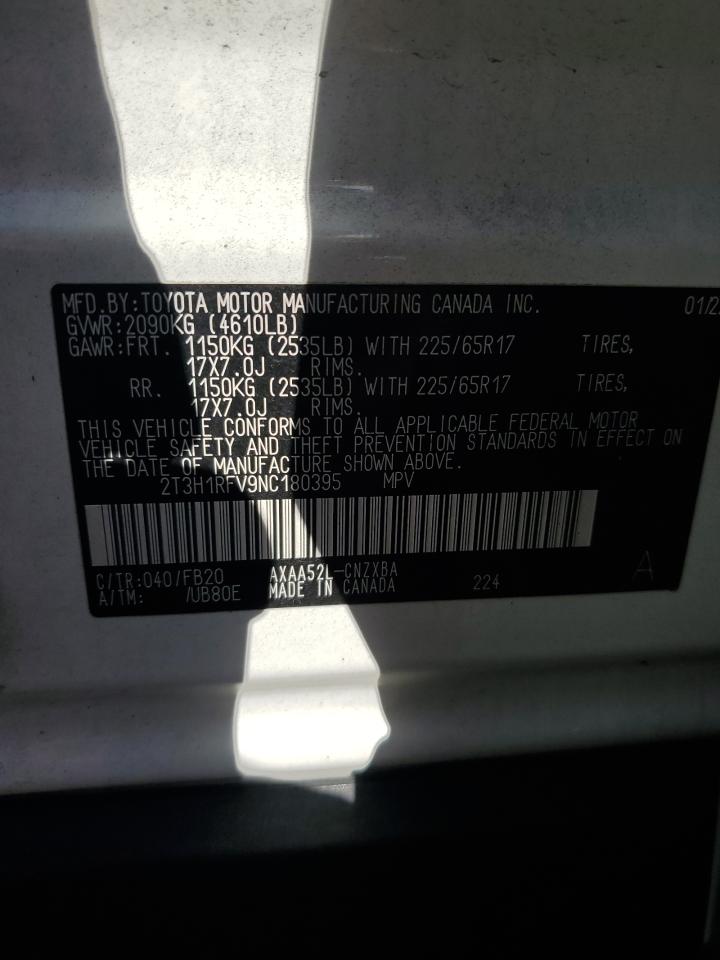 MFD.BY:TOYOTA MOTOR MANUFACTURING CANADA INC. 01/2
GVWR:2090KG (4610LB)
GAWR:FRT. 1150KG (2535LB) WITH 225/65R17 TIRES,
17X7.0J RIMS.
RR. 1150KG (2535LB) WITH 225/65R17 TIRES,
17X7.0J RIMS.
THIS VEHICLE CONFORMS TO ALL APPLICABLE FEDERAL MOTOR
VEHICLE SAFETY AND THEFT PREVENTION STANDARDS IN EFFECT ON
THE DATE OF MANUFACTURE SHOWN ABOVE.
2T3H1RFV9NC180395 MPV
C/TR:040/FB20 AXAA52L-CNZXBA 224 A
A/TM: /UB80E MADE IN CANADA